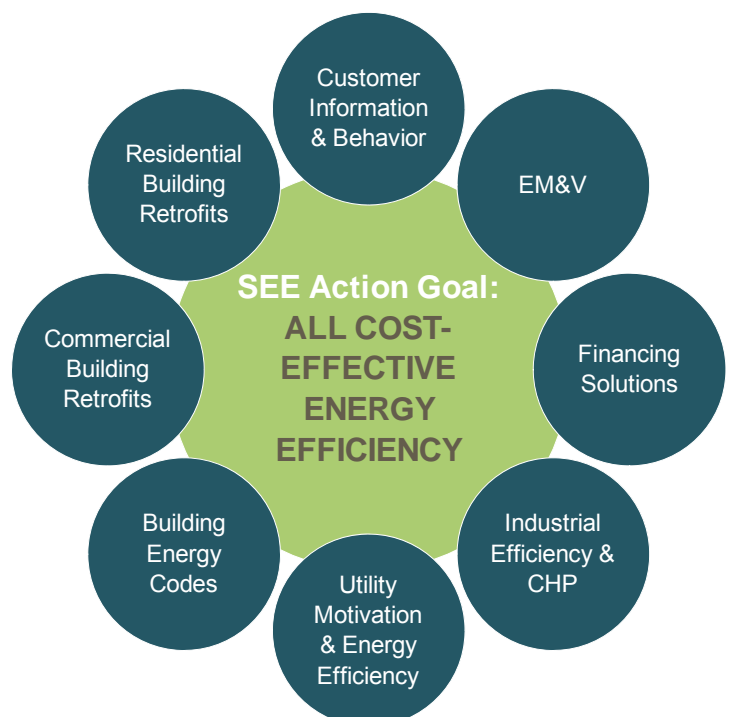 Customer
Information
& Behavior
EM&V
Financing
Solutions
Industrial
Efficiency &
CHP
Utility
Motivation
& Energy
Efficiency
Building
Energy
Codes
Commercial
Building
Retrofits
Residential
Building
Retrofits
SEE Action Goal:
ALL COST-
EFFECTIVE
ENERGY
EFFICIENCY